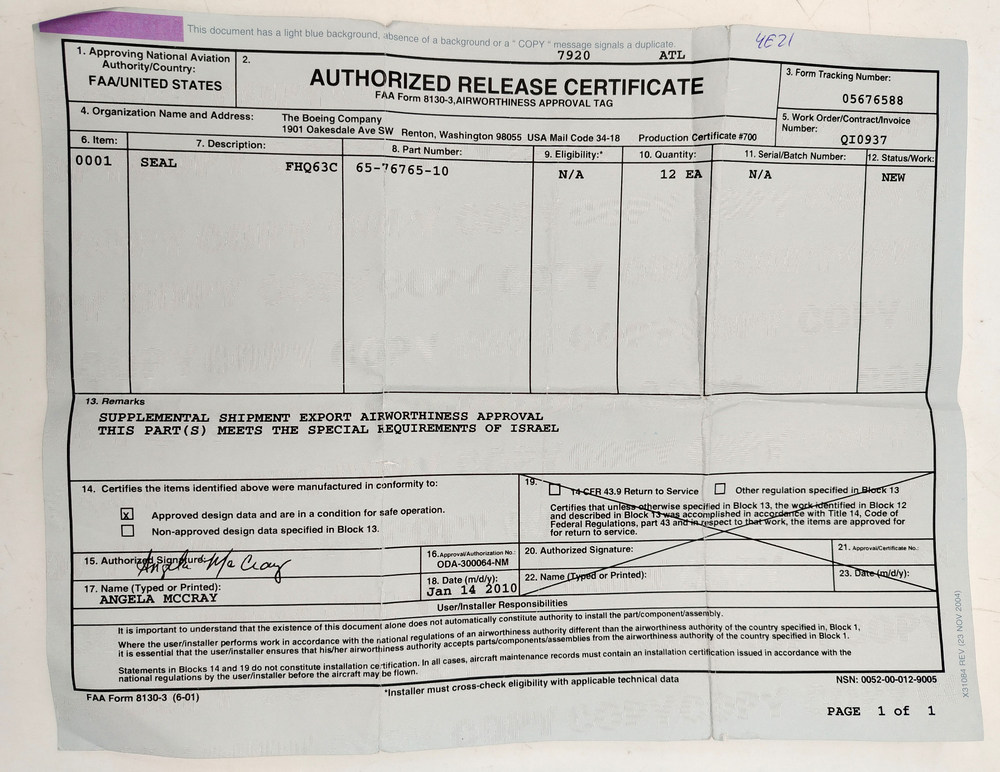 This document has a light blue background, absence of a background or a " COPY " message signals a duplicate.
4E21
7920 ATL
1. Approving National Aviation
Authority/Country:
FAA/UNITED STATES
2.
AUTHORIZED RELEASE CERTIFICATE
FAA Form 8130-3,AIRWORTHINESS APPROVAL TAG
3. Form Tracking Number:
05676588
4. Organization Name and Address:
The Boeing Company
1901 Oakesdale Ave SW Renton, Washington 98055 USA Mail Code 34-18 Production Certificate #700
5. Work Order/Contract/Invoice
Number:
QI0937
6. Item: 7. Description: 8. Part Number: 9. Eligibility:* 10. Quantity: 11. Serial/Batch Number: 12. Status/Work:
0001 SEAL FHQ63C 65-76765-10 N/A 12 EA N/A NEW
13. Remarks
SUPPLEMENTAL SHIPMENT EXPORT AIRWORTHINESS APPROVAL
THIS PART(S) MEETS THE SPECIAL REQUIREMENTS OF ISRAEL
14. Certifies the items identified above were manufactured in conformity to:
x Approved design data and are in a condition for safe operation.
Non-approved design data specified in Block 13.
19. 14 CFR 43.9 Return to Service Other regulation specified in Block 13
Certifies that unless otherwise specified in Block 13, the work identified in Block 12
and described in Block 13 was accomplished in accordance with Title 14, Code of
Federal Regulations, part 43 and in respect to that work, the items are approved for
for return to service.
15. Authorized Signature: Angela McCray
16. Approval/Authorization No.:
ODA-300064-NM
20. Authorized Signature:
21. Approval/Certificate No.:
17. Name (Typed or Printed):
ANGELA MCCRAY
18. Date (m/d/y):
Jan 14 2010
22. Name (Typed or Printed):
23. Date (m/d/y):
User/Installer Responsibilities
It is important to understand that the existence of this document alone does not automatically constitute authority to install the part/component/assembly.
Where the user/installer performs work in accordance with the national regulations of an airworthiness authority different than the airworthiness authority of the country specified in, Block 1,
it is essential that the user/installer ensures that his/her airworthiness authority accepts parts/components/assemblies from the airworthiness authority of the country specified in Block 1.
Statements in Blocks 14 and 19 do not constitute installation certification. In all cases, aircraft maintenance records must contain an installation certification issued in accordance with the
national regulations by the user/installer before the aircraft may be flown.
FAA Form 8130-3 (6-01)
*Installer must cross-check eligibility with applicable technical data
NSN: 0052-00-012-9005
X31084 REV (23 NOV 2004)
PAGE 1 of 1